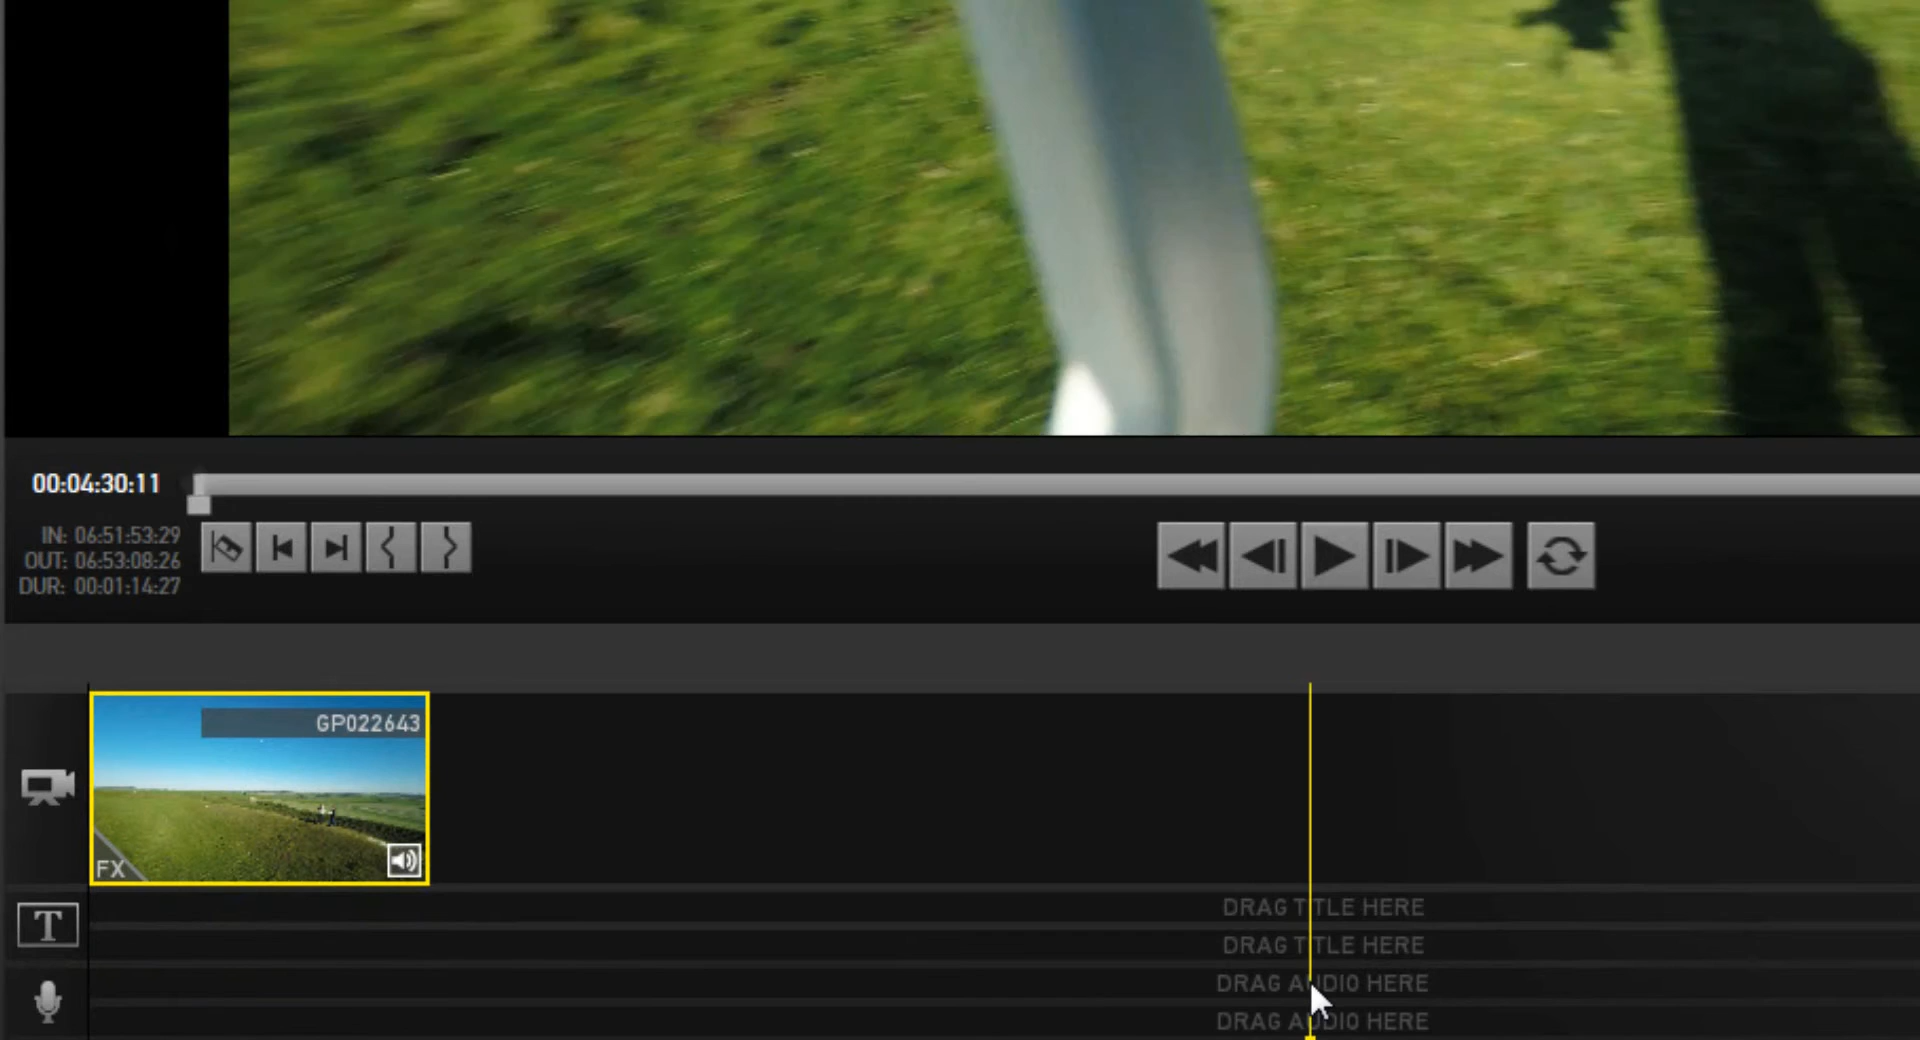 00:04:30:11
IN: 06:51:53:29
OUT: 06:53:08:26
DUR: 00:01:14:27
GP022643
FX
T
DRAG TITLE HERE
DRAG TITLE HERE
DRAG AUDIO HERE
DRAG AUDIO HERE